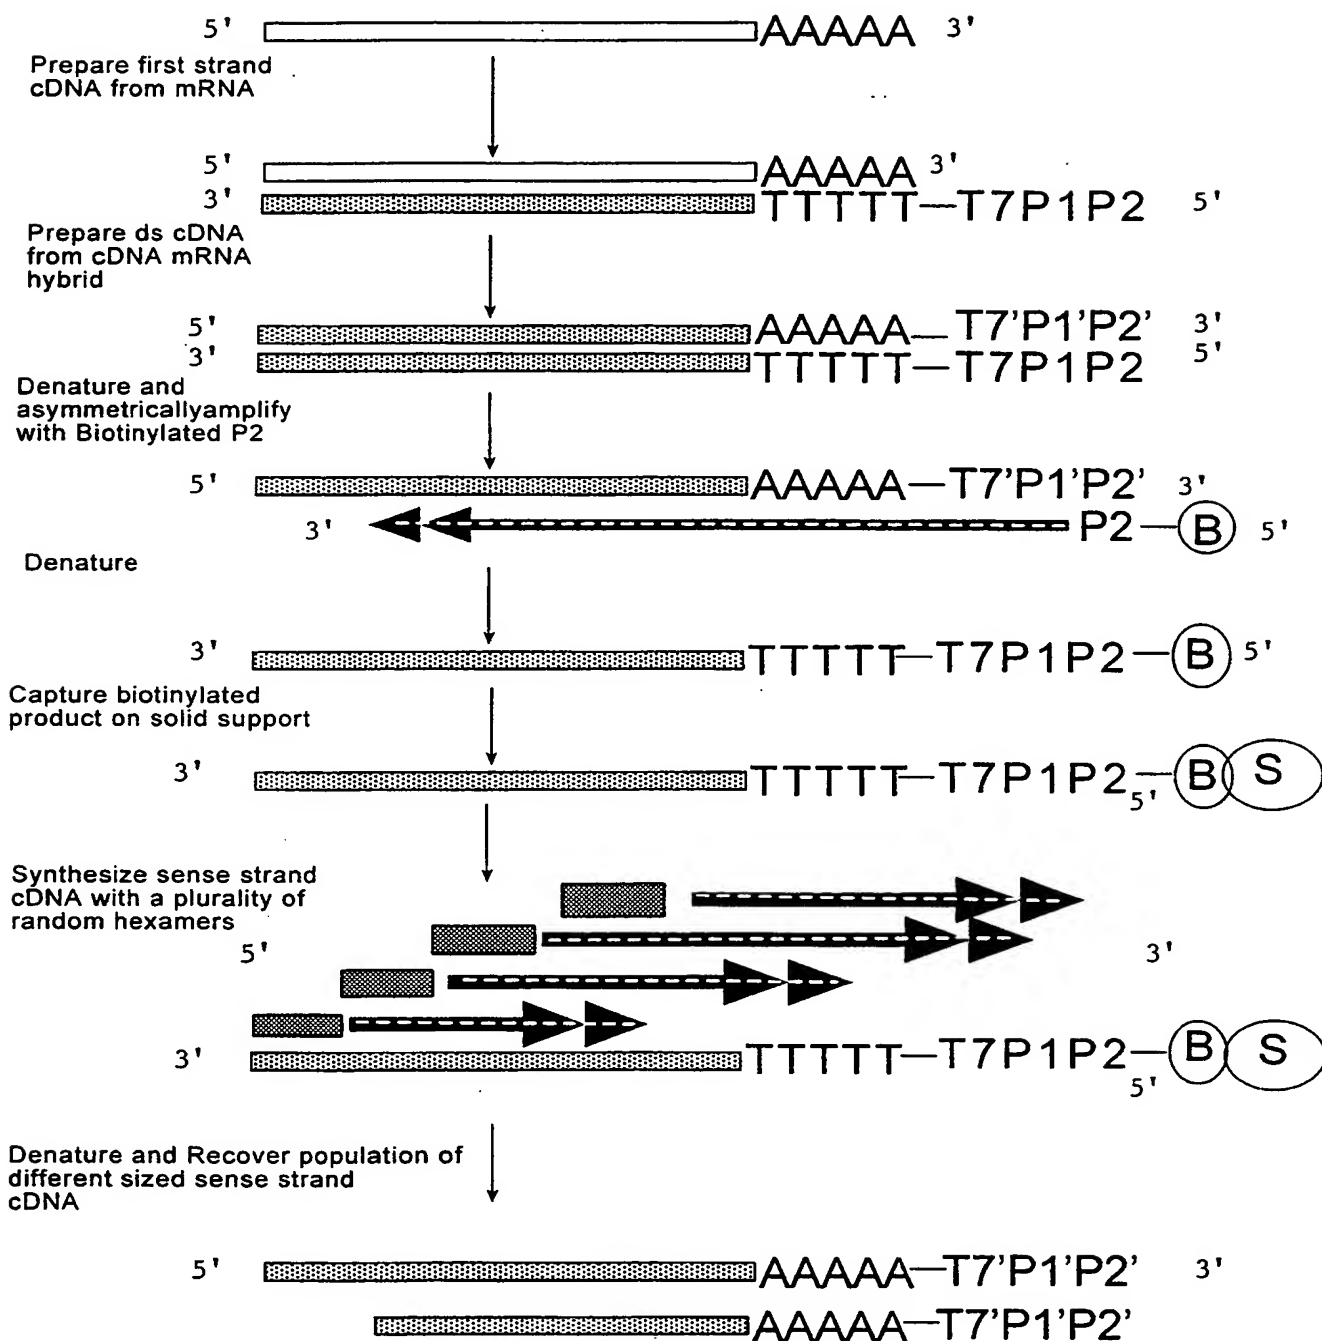 5' AAAAA 3'
Prepare first strand
cDNA from mRNA
5' AAAAA 3'
3' TTTTT—T7P1P2 5'
Prepare ds cDNA
from cDNA mRNA
hybrid
5' AAAAA— T7'P1'P2' 3'
3' TTTTT—T7P1P2 5'
Denature and
asymmetricallyamplify
with Biotinylated P2
5' AAAAA—T7'P1'P2' 3'
3' P2—B 5'
Denature
3' TTTTT—T7P1P2—B 5'
Capture biotinylated
product on solid support
3' TTTTT—T7P1P2—B S
5'
Synthesize sense strand
cDNA with a plurality of
random hexamers
5' 3'
3' TTTTT—T7P1P2—B S
5'
Denature and Recover population of
different sized sense strand
cDNA
5' AAAAA—T7'P1'P2' 3'
AAAAA—T7'P1'P2'